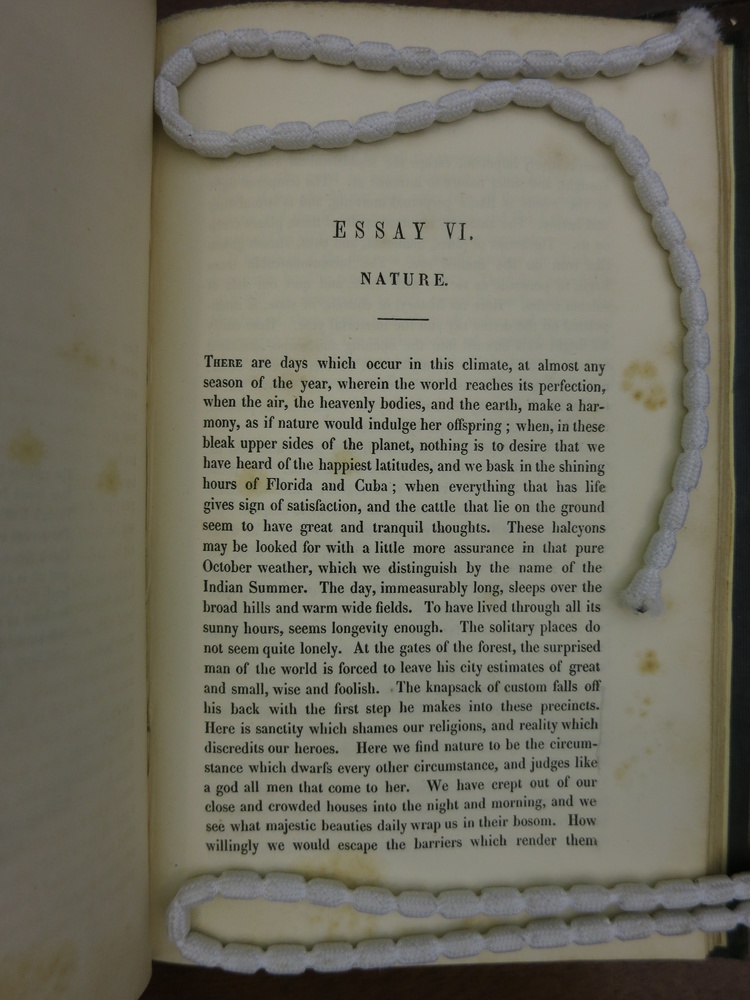 ESSAY VI.
NATURE.
THERE are days which occur in this climate, at almost any
season of the year, wherein the world reaches its perfection,
when the air, the heavenly bodies, and the earth, make a har-
mony, as if nature would indulge her offspring ; when, in these
bleak upper sides of the planet, nothing is to desire that we
have heard of the happiest latitudes, and we bask in the shining
hours of Florida and Cuba ; when everything that has life
gives sign of satisfaction, and the cattle that lie on the ground
seem to have great and tranquil thoughts. These halcyons
may be looked for with a little more assurance in that pure
October weather, which we distinguish by the name of the
Indian Summer. The day, immeasurably long, sleeps over the
broad hills and warm wide fields. To have lived through all its
sunny hours, seems longevity enough. The solitary places do
not seem quite lonely. At the gates of the forest, the surprised
man of the world is forced to leave his city estimates of great
and small, wise and foolish. The knapsack of custom falls off
his back with the first step he makes into these precincts.
Here is sanctity which shames our religions, and reality which
discredits our heroes. Here we find nature to be the circum-
stance which dwarfs every other circumstance, and judges like
a god all men that come to her. We have crept out of our
close and crowded houses into the night and morning, and we
see what majestic beauties daily wrap us in their bosom. How
willingly we would escape the barriers which render them